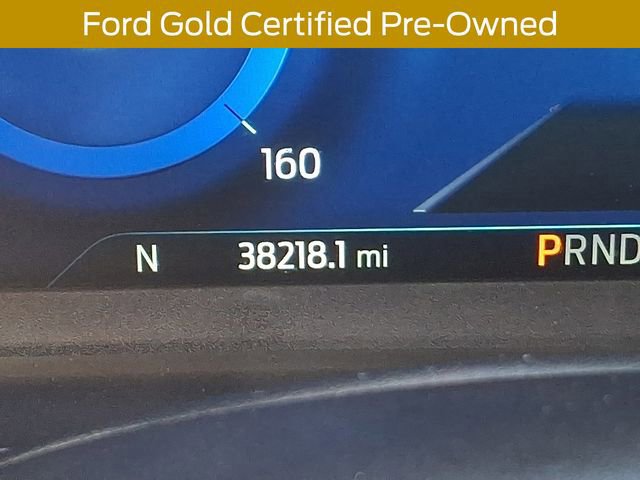 Ford Gold Certified Pre-Owned
160
N 38218.1 mi PRND